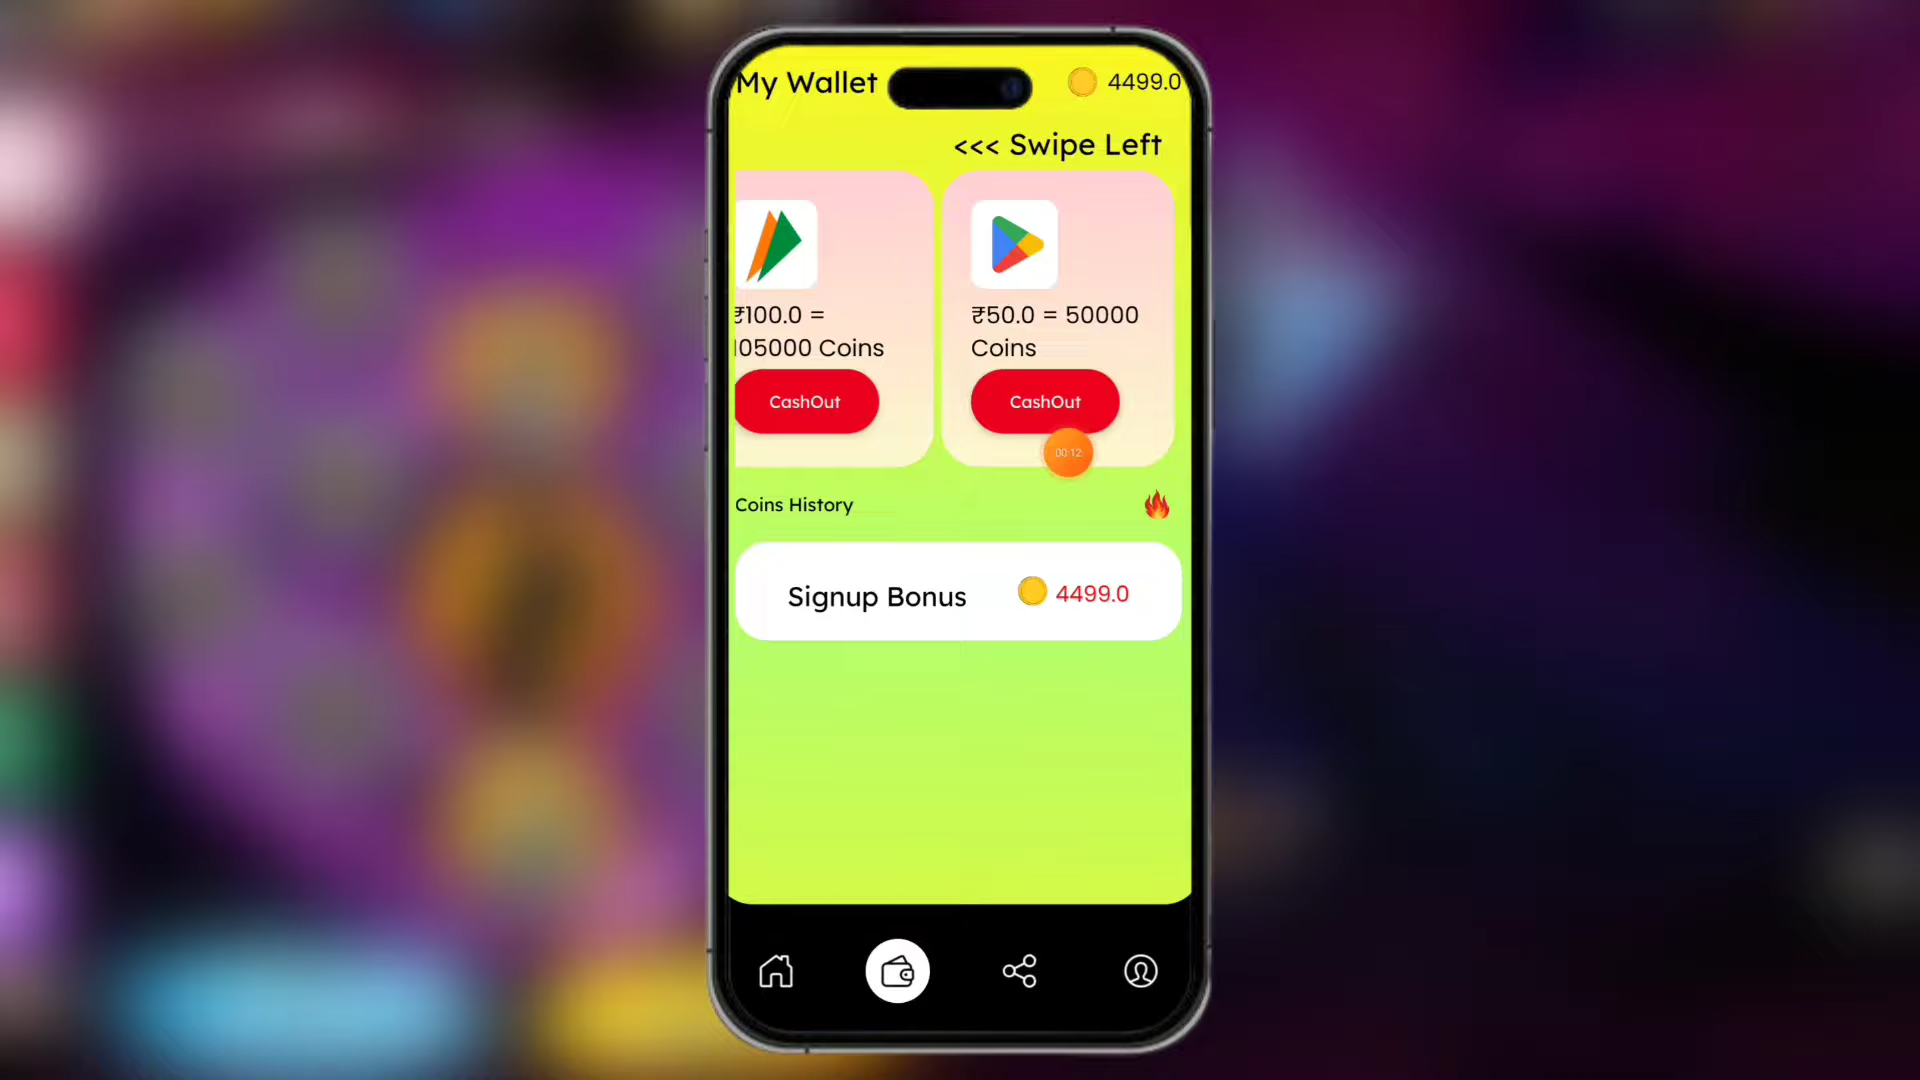 My Wallet
4499.0
<<< Swipe Left
₹100.0 =
105000 Coins
CashOut
₹50.0 = 50000
Coins
CashOut
00:12
Coins History
Signup Bonus
4499.0